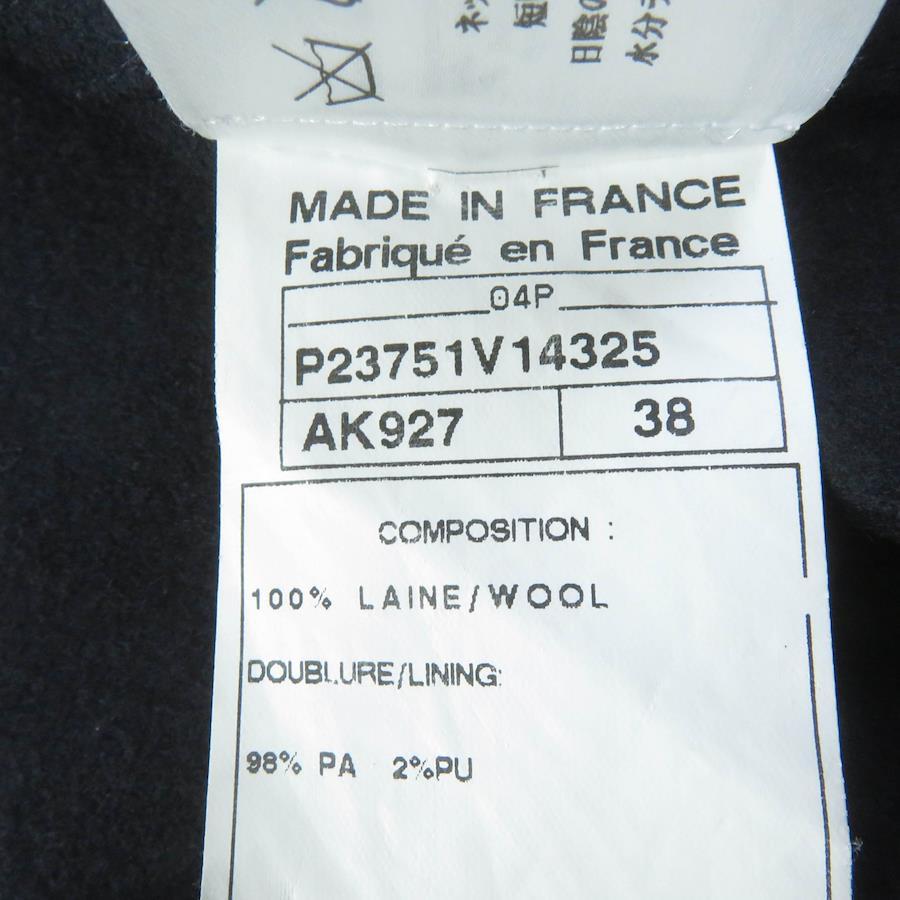 MADE IN FRANCE
Fabriqué en France
04P
P23751V14325
AK927 38
COMPOSITION :
100% LAINE/WOOL
DOUBLURE/LINING:
98% PA 2%PU